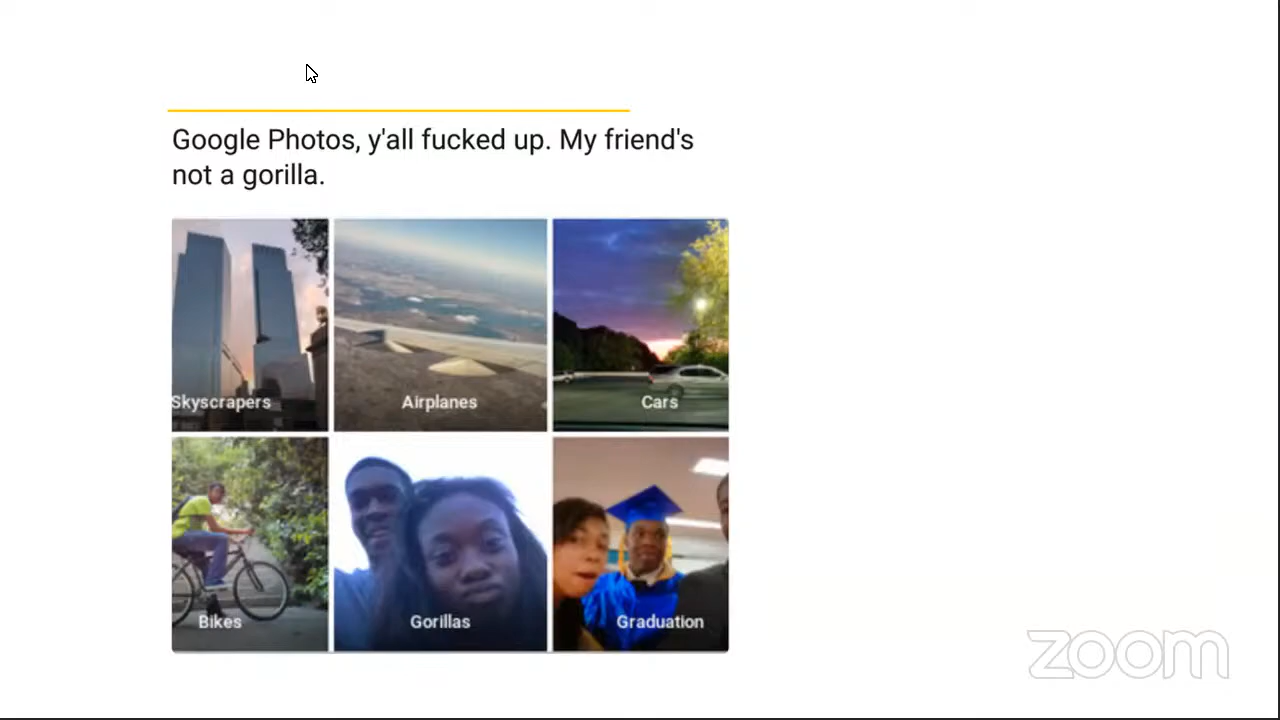 Google Photos, y'all fucked up. My friend's
not a gorilla.
Skyscrapers
Airplanes
Cars
Bikes
Gorillas
Graduation
zoom